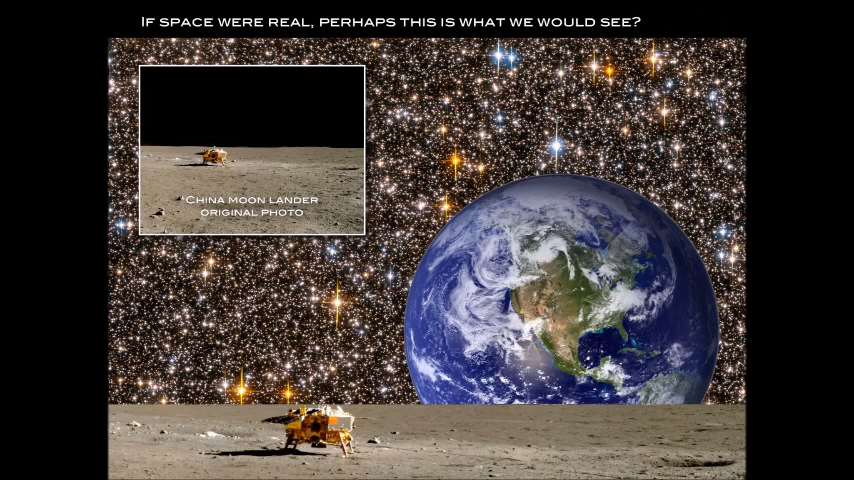 If space were real, perhaps this is what we would see?
*China moon lander
original photo